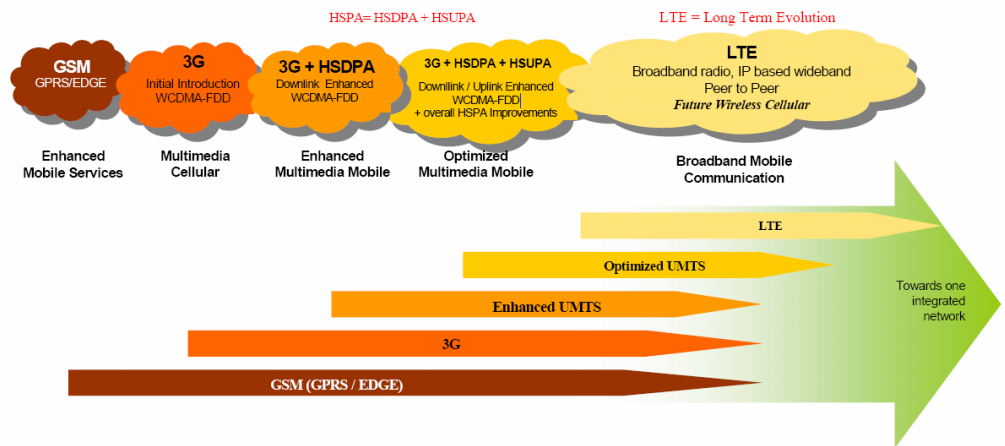 HSPA= HSDPA + HSUPA
LTE = Long Term Evolution
GSM
GPRS/EDGE
3G
Initial Introduction
WCDMA-FDD
3G + HSDPA
Downlink Enhanced
WCDMA-FDD
3G + HSDPA + HSUPA
Downlink / Uplink Enhanced
WCDMA-FDD
+ overall HSPA Improvements
LTE
Broadband radio, IP based wideband
Peer to Peer
Future Wireless Cellular
Enhanced
Mobile Services
Multimedia
Cellular
Enhanced
Multimedia Mobile
Optimized
Multimedia Mobile
Broadband Mobile
Communication
LTE
Optimized UMTS
Enhanced UMTS
3G
GSM (GPRS / EDGE)
Towards one
integrated
network